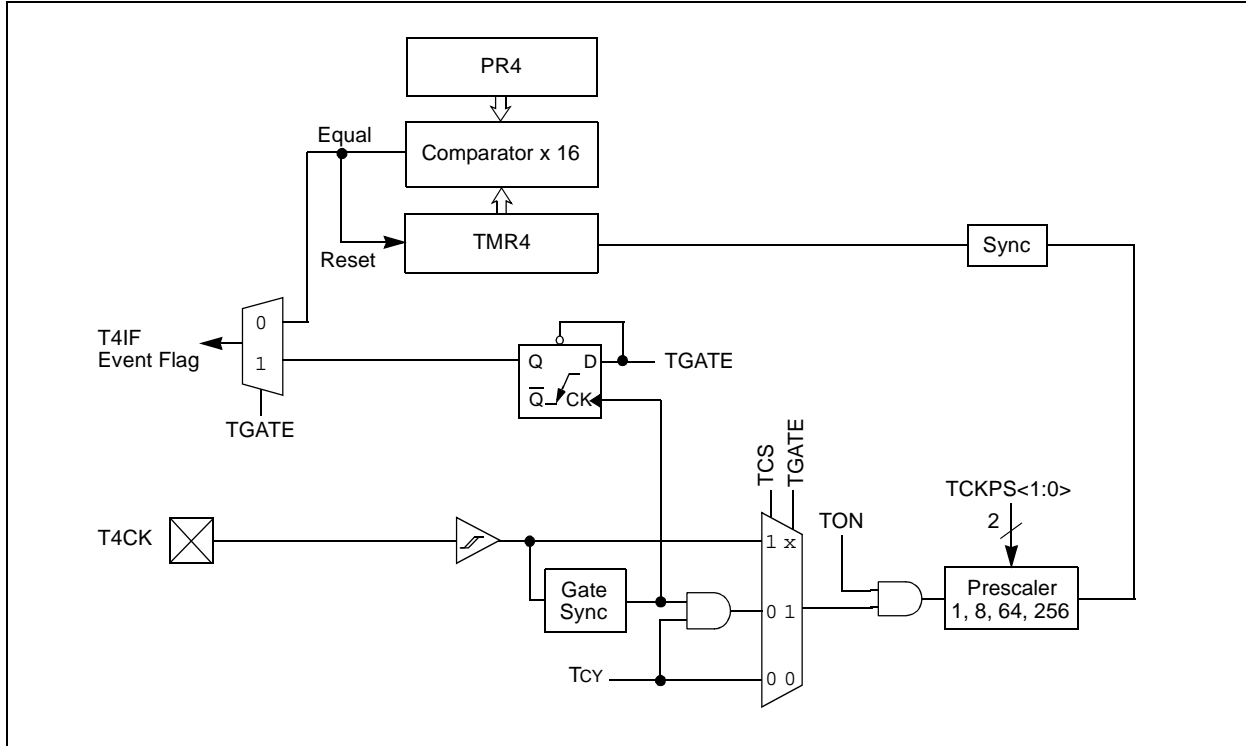 PR4
Equal
Comparator x 16
TMR4
Reset
Sync
0
T4IF
Event Flag
1
Q
D
TGATE
Q
CK
TGATE
TCS
TGATE
TCKPS<1:0>
2
TON
T4CK
1 x
Gate
Sync
0 1
Prescaler
1, 8, 64, 256
TCY
0 0